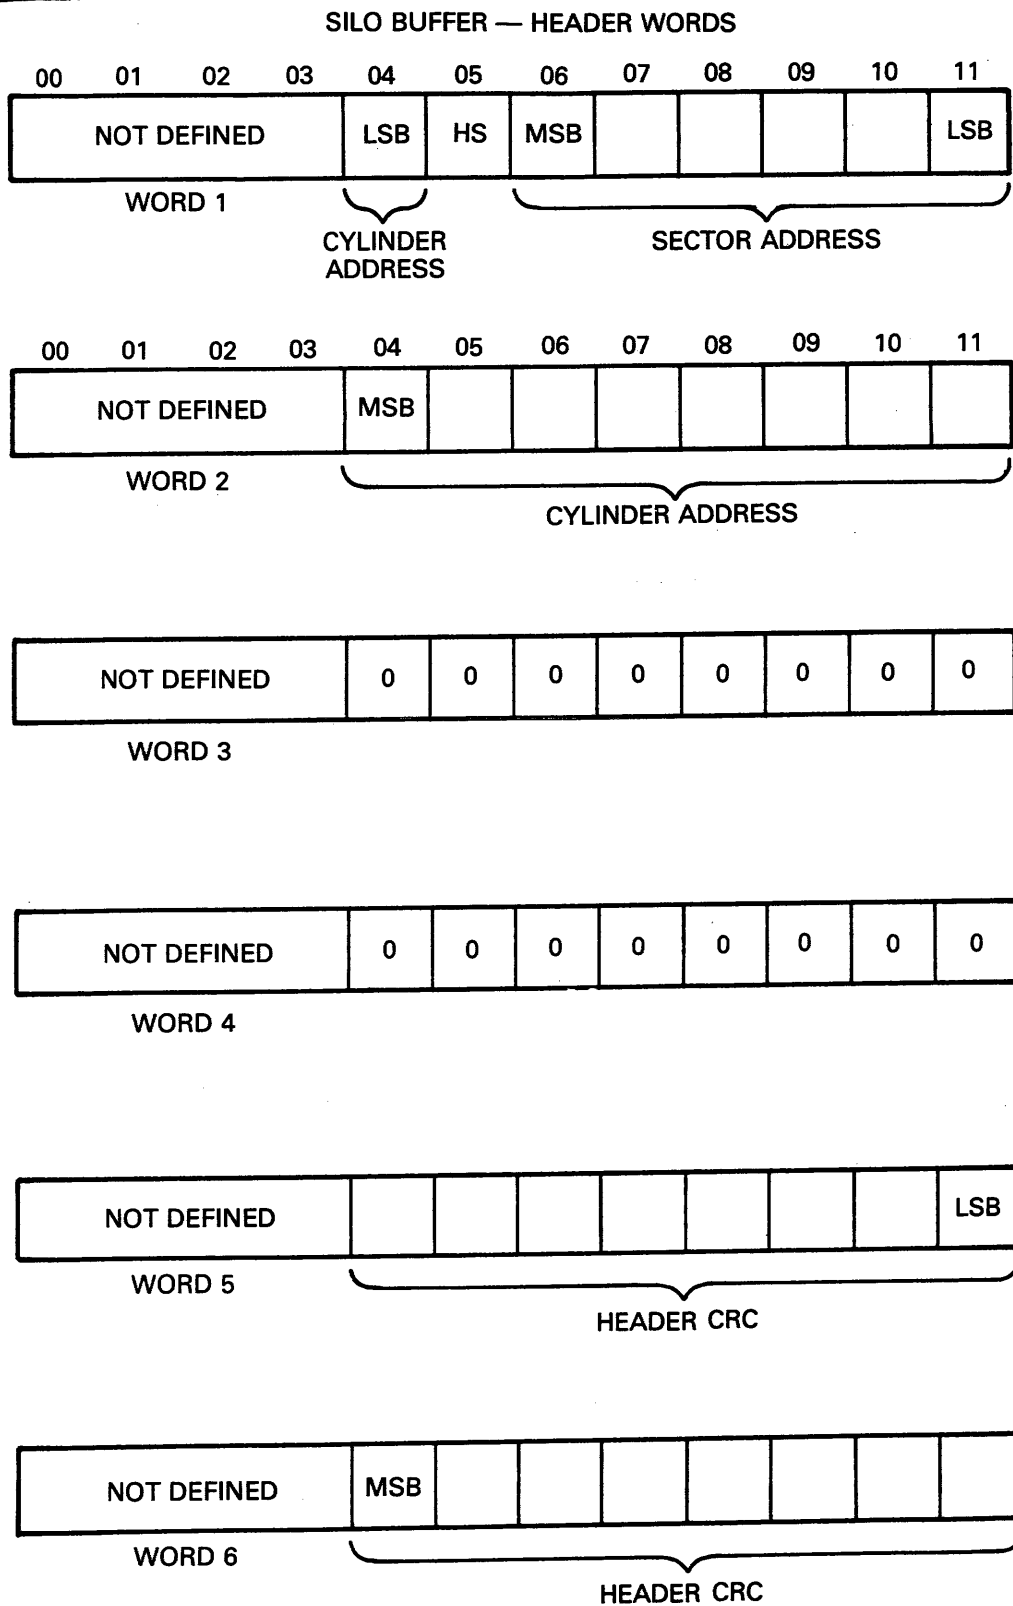 SILO BUFFER — HEADER WORDS
00 01 02 03 04 05 06 07 08 09 10 11
NOT DEFINED LSB HS MSB LSB
WORD 1
CYLINDER
ADDRESS
SECTOR ADDRESS
00 01 02 03 04 05 06 07 08 09 10 11
NOT DEFINED MSB
WORD 2
CYLINDER ADDRESS
NOT DEFINED 0 0 0 0 0 0 0 0
WORD 3
NOT DEFINED 0 0 0 0 0 0 0 0
WORD 4
NOT DEFINED LSB
WORD 5
HEADER CRC
NOT DEFINED MSB
WORD 6
HEADER CRC